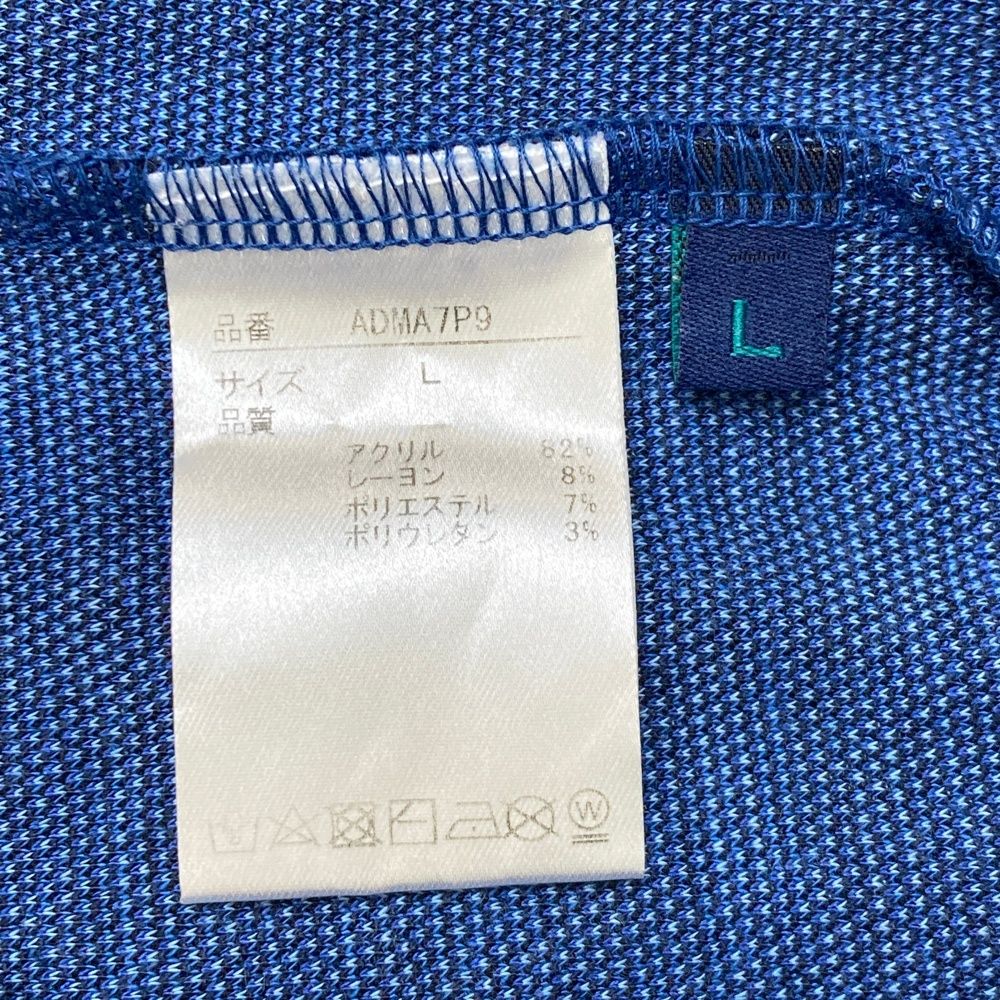 品番 ADMA7P9
サイズ L
品質
アクリル 82%
レーヨン 8%
ポリエステル 7%
ポリウレタン 3%
W
L